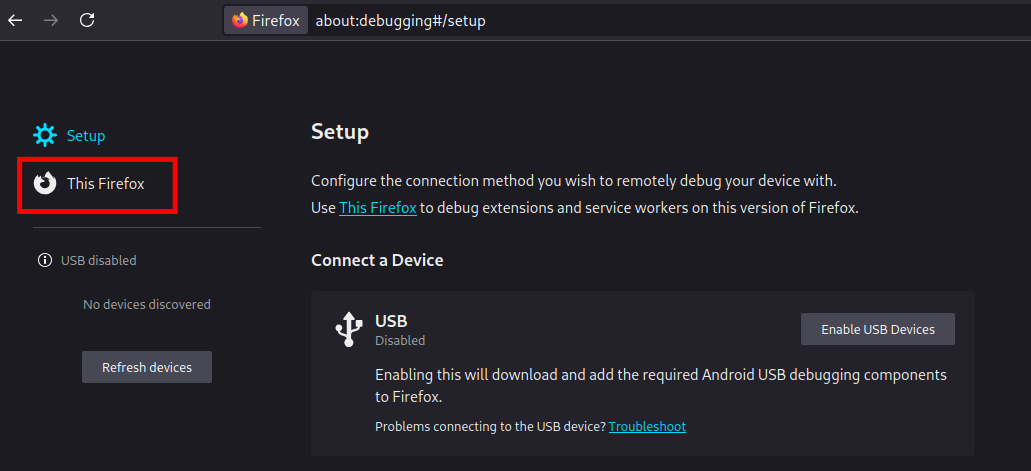 Firefox about:debugging#/setup
Setup
This Firefox
USB disabled
No devices discovered
Refresh devices
Setup
Configure the connection method you wish to remotely debug your device with.
Use This Firefox to debug extensions and service workers on this version of Firefox.
Connect a Device
USB
Disabled
Enable USB Devices
Enabling this will download and add the required Android USB debugging components
to Firefox.
Problems connecting to the USB device? Troubleshoot